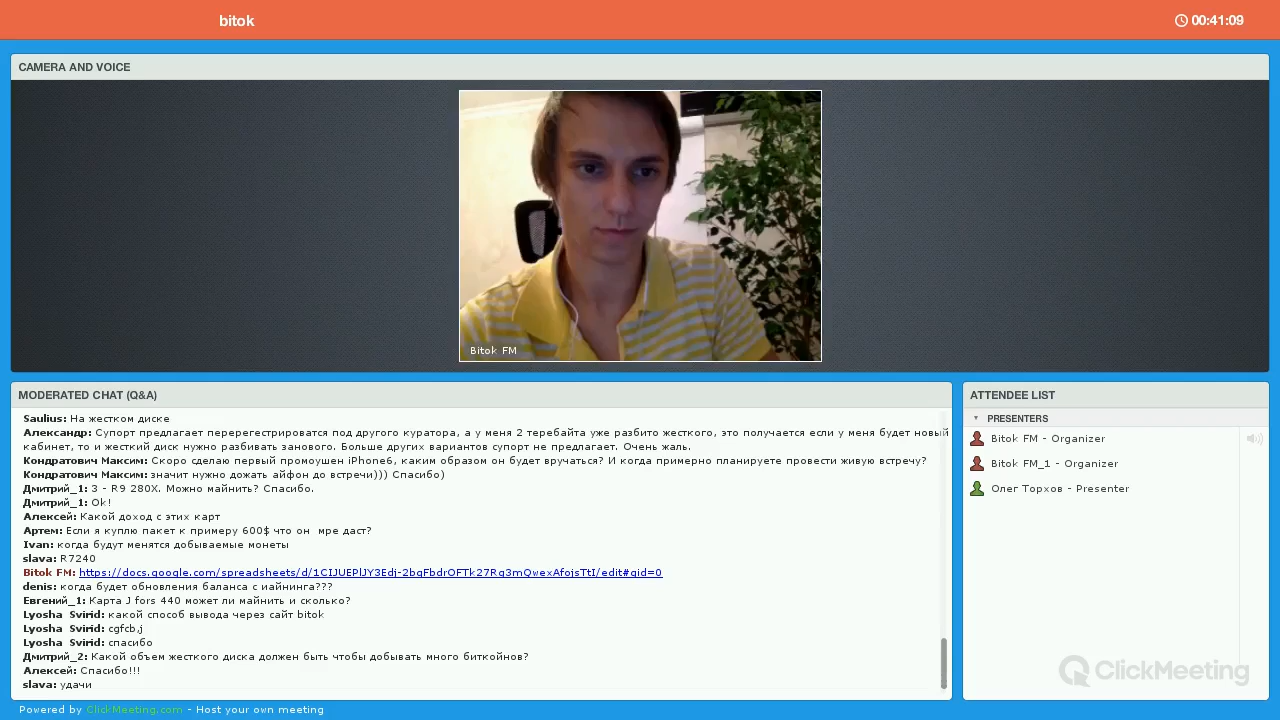 bitok
00:41:09
CAMERA AND VOICE
Bitok FM
MODERATED CHAT (Q&A)
Saulius: На жестком диске
Александр: Супорт предлагает перерегестрироватся под другого куратора, а у меня 2 теребайта уже разбито жесткого, это получается если у меня будет новый
кабинет, то и жесткий диск нужно разбивать занового. Больше других вариантов супорт не предлагает. Очень жаль.
Кондратович Максим: Скоро сделаю первый промоушен iPhone6, каким образом он будет вручаться? И когда примерно планируете провести живую встречу?
Кондратович Максим: значит нужно дожать айфон до встречи))) Спасибо)
Дмитрий_1: 3 - R9 280X. Можно майнить? Спасибо.
Дмитрий_1: Ok!
Алексей: Какой доход с этих карт
Артем: Если я куплю пакет к примеру 600$ что он мре даст?
Ivan: когда будут менятся добываемые монеты
slava: R7240
Bitok FM: https://docs.google.com/spreadsheets/d/1CIJUEPlJY3Edj-2bqFbdrOFTk27Rq3mQwexAfojsTtI/edit#gid=0
denis: когда будет обновления баланса с иайнинга???
Евгений_1: Карта J fors 440 может ли майнить и сколько?
Lyosha Svirid: какой способ вывода через сайт bitok
Lyosha Svirid: cgfcb,j
Lyosha Svirid: спасибо
Дмитрий_2: Какой объем жесткого диска должен быть чтобы добывать много биткойнов?
Алексей: Спасибо!!!
slava: удачи
ATTENDEE LIST
PRESENTERS
Bitok FM - Organizer
Bitok FM_1 - Organizer
Олег Торхов - Presenter
ClickMeeting
Powered by ClickMeeting.com - Host your own meeting